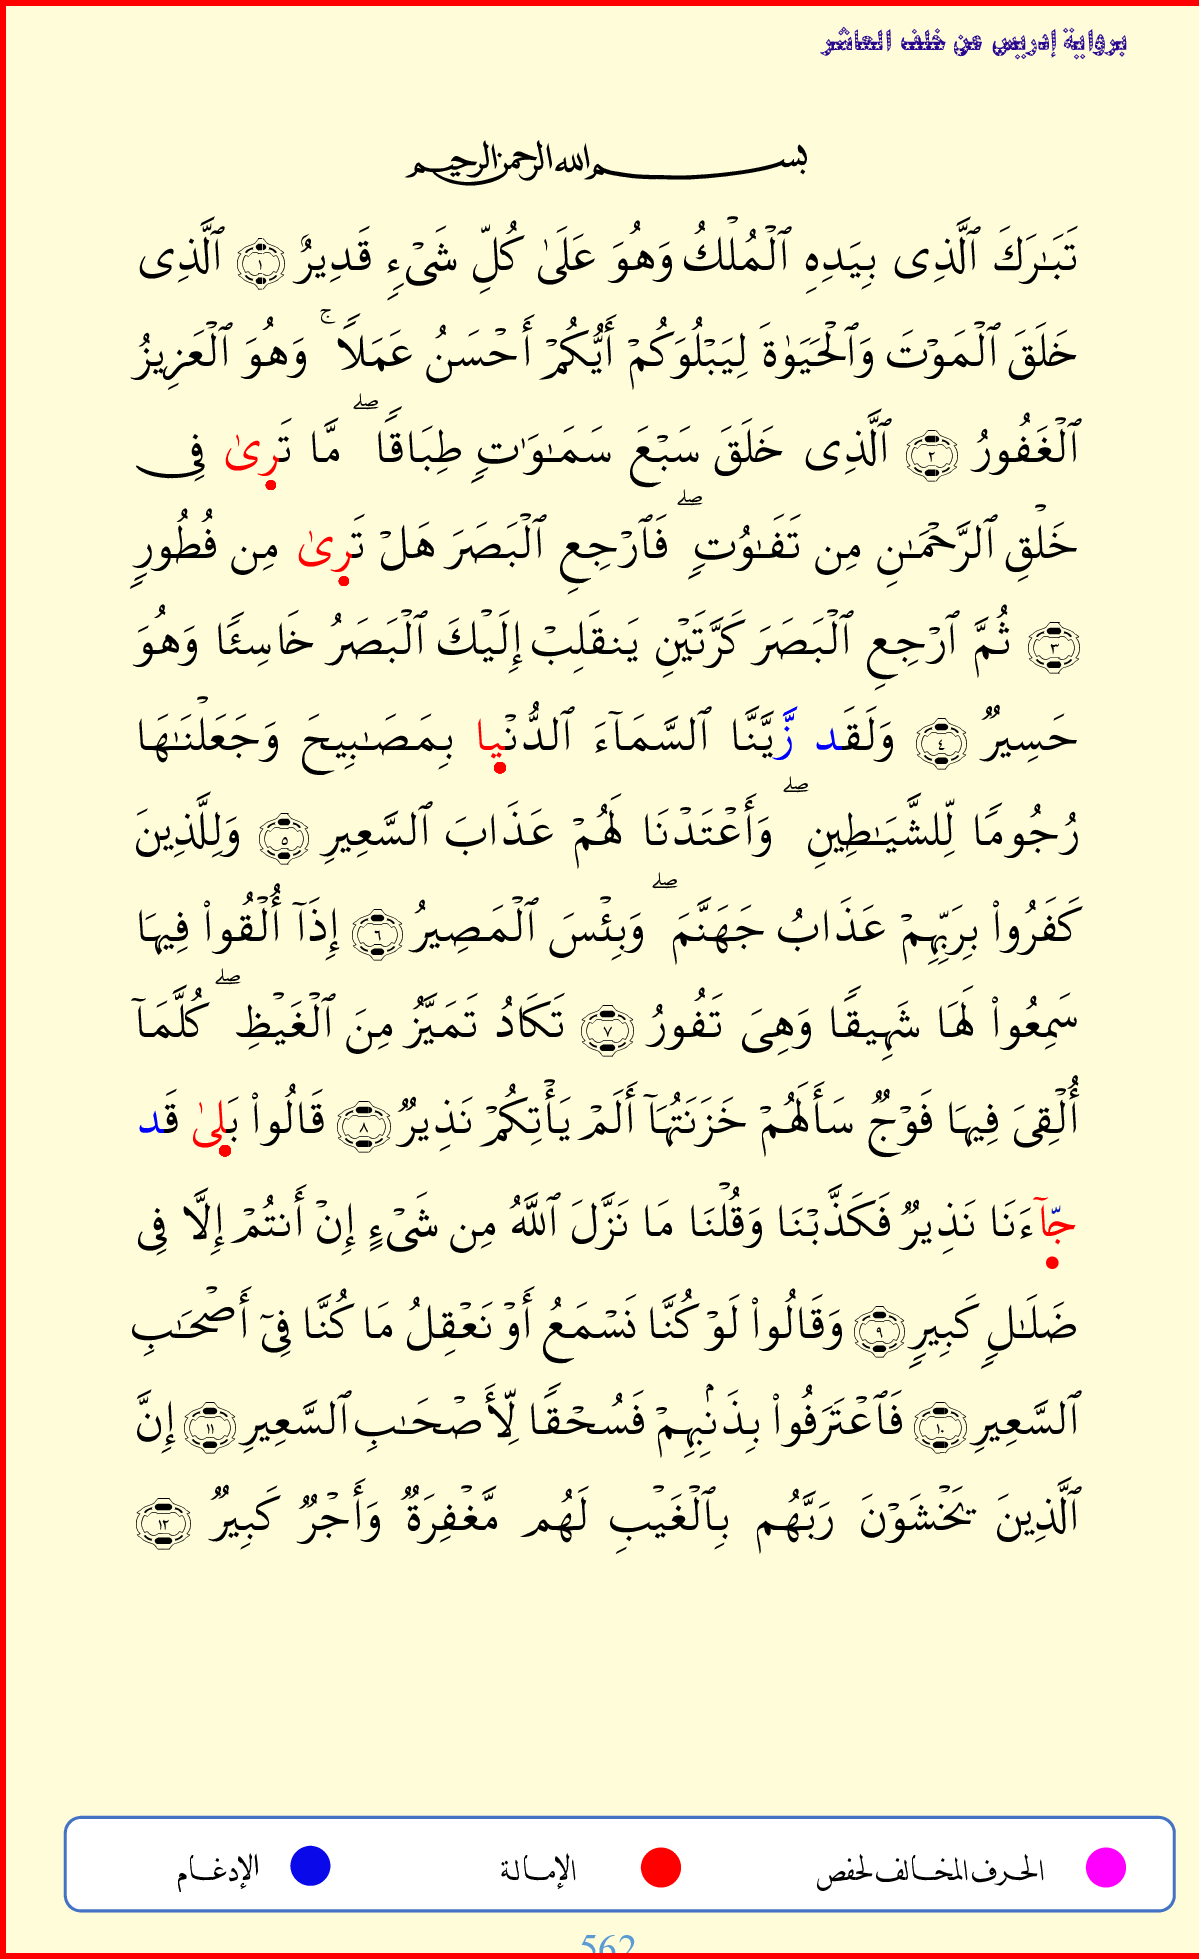 برواية إدريس عن خلف العاشر
بسم الله الرحمن الرحيم
تَبَـٰرَكَ ٱلَّذِى بِيَدِهِ ٱلْمُلْكُ وَهُوَ عَلَىٰ كُلِّ شَىْءٍ قَدِيرٌ ١ ٱلَّذِى
خَلَقَ ٱلْمَوْتَ وَٱلْحَيَوٰةَ لِيَبْلُوَكُمْ أَيُّكُمْ أَحْسَنُ عَمَلًا ۚ وَهُوَ ٱلْعَزِيزُ
ٱلْغَفُورُ ٢ ٱلَّذِى خَلَقَ سَبْعَ سَمَـٰوَٰتٍ طِبَاقًا ۖ مَّا تَرِىٰ فِى
خَلْقِ ٱلرَّحْمَـٰنِ مِن تَفَـٰوُتٍ ۖ فَٱرْجِعِ ٱلْبَصَرَ هَلْ تَرِىٰ مِن فُطُورٍ
٣ ثُمَّ ٱرْجِعِ ٱلْبَصَرَ كَرَّتَيْنِ يَنقَلِبْ إِلَيْكَ ٱلْبَصَرُ خَاسِئًا وَهُوَ
حَسِيرٌ ٤ وَلَقَد زَّيَّنَّا ٱلسَّمَآءَ ٱلدُّنْيا بِمَصَـٰبِيحَ وَجَعَلْنَـٰهَا
رُجُومًا لِّلشَّيَـٰطِينِ ۖ وَأَعْتَدْنَا لَهُمْ عَذَابَ ٱلسَّعِيرِ ٥ وَلِلَّذِينَ
كَفَرُوا۟ بِرَبِّهِمْ عَذَابُ جَهَنَّمَ ۖ وَبِئْسَ ٱلْمَصِيرُ ٦ إِذَآ أُلْقُوا۟ فِيهَا
سَمِعُوا۟ لَهَا شَهِيقًا وَهِىَ تَفُورُ ٧ تَكَادُ تَمَيَّزُ مِنَ ٱلْغَيْظِ ۖ كُلَّمَآ
أُلْقِىَ فِيهَا فَوْجٌ سَأَلَهُمْ خَزَنَتُهَآ أَلَمْ يَأْتِكُمْ نَذِيرٌ ٨ قَالُوا۟ بَلِىٰ قَد
جِّآءَنَا نَذِيرٌ فَكَذَّبْنَا وَقُلْنَا مَا نَزَّلَ ٱللَّهُ مِن شَىْءٍ إِنْ أَنتُمْ إِلَّا فِى
ضَلَـٰلٍ كَبِيرٍ ٩ وَقَالُوا۟ لَوْ كُنَّا نَسْمَعُ أَوْ نَعْقِلُ مَا كُنَّا فِىٓ أَصْحَـٰبِ
ٱلسَّعِيرِ ١٠ فَٱعْتَرَفُوا۟ بِذَنۢبِهِمْ فَسُحْقًا لِّأَصْحَـٰبِ ٱلسَّعِيرِ ١١ إِنَّ
ٱلَّذِينَ يَخْشَوْنَ رَبَّهُم بِٱلْغَيْبِ لَهُم مَّغْفِرَةٌ وَأَجْرٌ كَبِيرٌ ١٢
الحرف المخالف لحفص الإمالة الإدغام
562